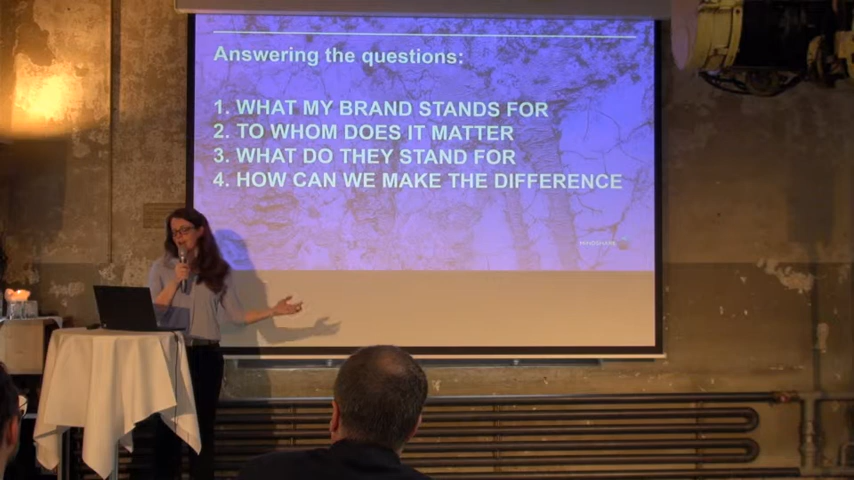 Answering the questions:
1. WHAT MY BRAND STANDS FOR
2. TO WHOM DOES IT MATTER
3. WHAT DO THEY STAND FOR
4. HOW CAN WE MAKE THE DIFFERENCE
MINDSHARE